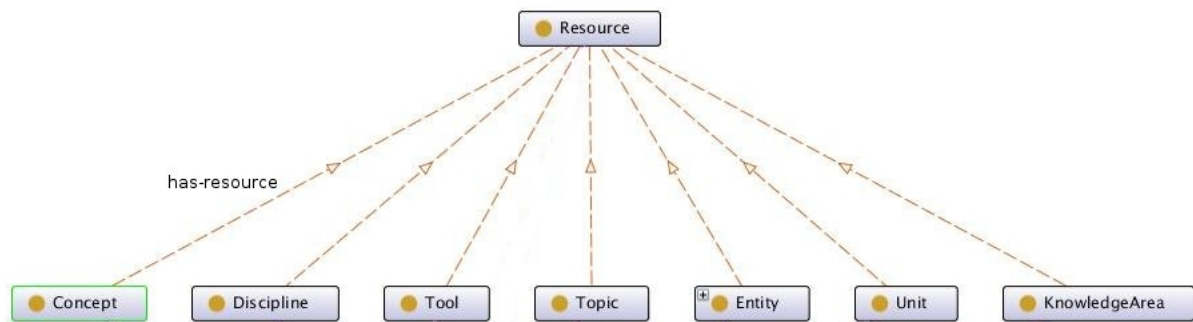 Resource
has-resource
Concept
Discipline
Tool
Topic
Entity
Unit
KnowledgeArea